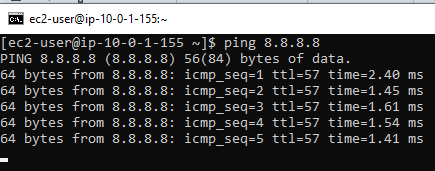 ec2-user@ip-10-0-1-155:~
[ec2-user@ip-10-0-1-155 ~]$ ping 8.8.8.8
PING 8.8.8.8 (8.8.8.8) 56(84) bytes of data.
64 bytes from 8.8.8.8: icmp_seq=1 ttl=57 time=2.40 ms
64 bytes from 8.8.8.8: icmp_seq=2 ttl=57 time=1.45 ms
64 bytes from 8.8.8.8: icmp_seq=3 ttl=57 time=1.61 ms
64 bytes from 8.8.8.8: icmp_seq=4 ttl=57 time=1.54 ms
64 bytes from 8.8.8.8: icmp_seq=5 ttl=57 time=1.41 ms